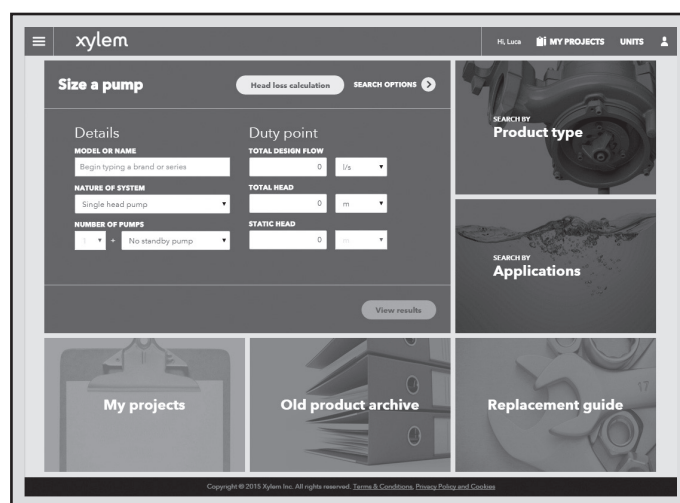 xylem
Hi, Luca
MY PROJECTS
UNITS
Size a pump
Head loss calculation
SEARCH OPTIONS
Details
MODEL OR NAME
Begin typing a brand or series
NATURE OF SYSTEM
Single head pump
NUMBER OF PUMPS
1 + No standby pump
Duty point
TOTAL DESIGN FLOW
0 l/s
TOTAL HEAD
0 m
STATIC HEAD
0 m
View results
SEARCH BY
Product type
SEARCH BY
Applications
My projects
Old product archive
Replacement guide
17
Copyright © 2015 Xylem Inc. All rights reserved. Terms & Conditions, Privacy Policy and Cookies